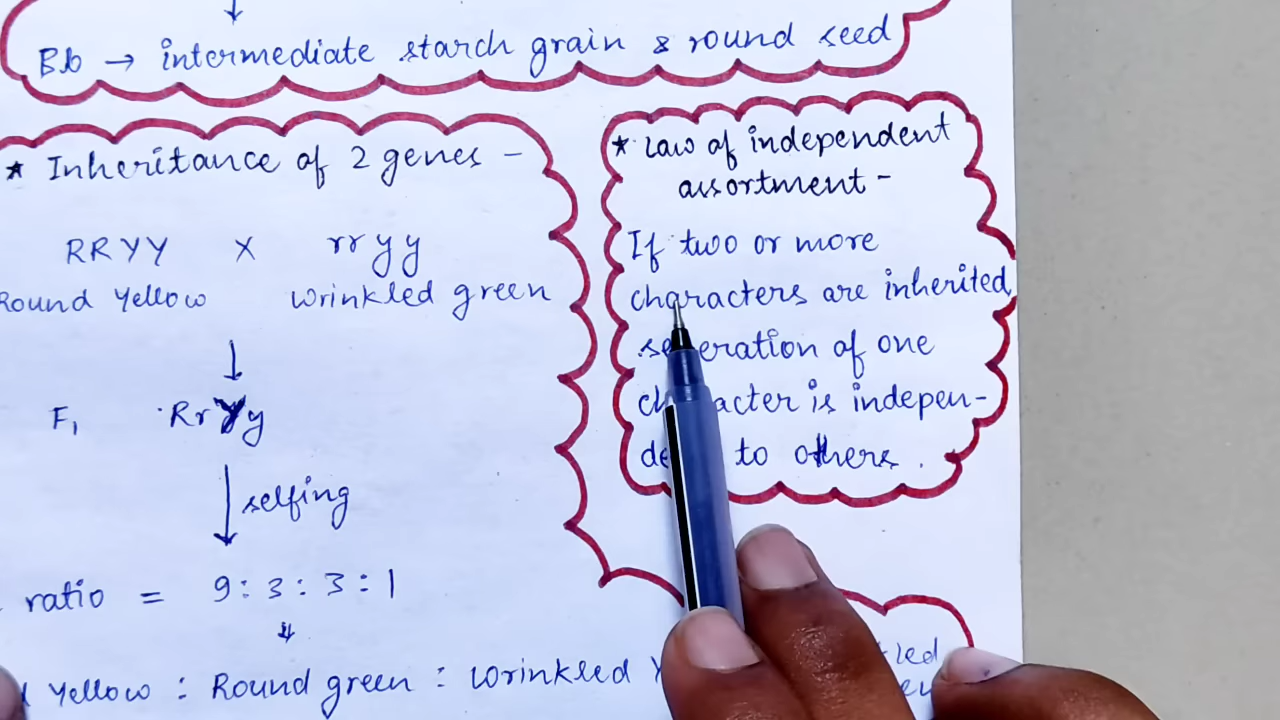 Bb → intermediate starch grain & round seed
★ Inheritance of 2 genes –
RRYY X rryy
Round Yellow wrinkled green
F1 RrYy
selfing
ratio = 9:3:3:1
Yellow : Round green : wrinkled
★ Law of independent
assortment –
If two or more
characters are inherited
of one
is indepen-
to others.